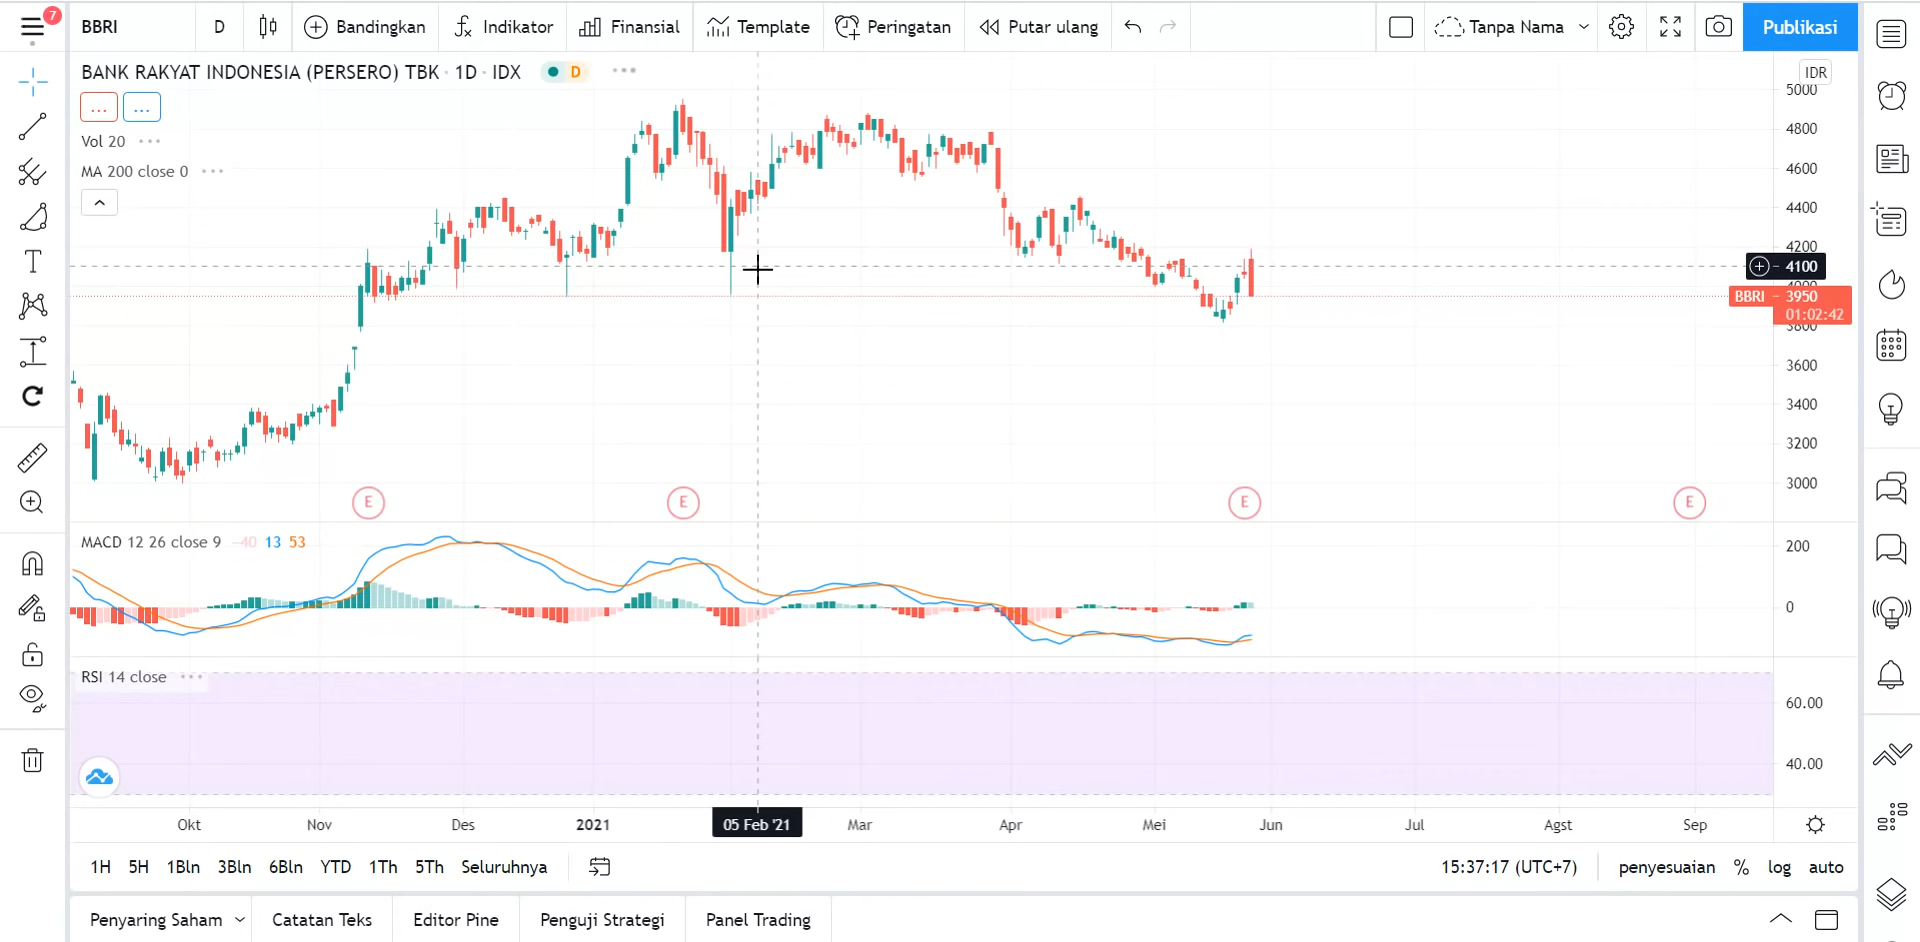 7
BBRI D Bandingkan Indikator Finansial Template Peringatan Putar ulang Tanpa Nama Publikasi
BANK RAKYAT INDONESIA (PERSERO) TBK · 1D · IDX D ...
IDR
... ...
Vol 20 ...
MA 200 close 0 ...
5000
4800
4600
4400
4200
4100
4000
BBRI 3950
01:02:42
3800
3600
3400
3200
3000
E E E E
MACD 12 26 close 9 −40 13 53
200
0
RSI 14 close ...
60.00
40.00
Okt Nov Des 2021 05 Feb '21 Mar Apr Mei Jun Jul Agst Sep
1H 5H 1Bln 3Bln 6Bln YTD 1Th 5Th Seluruhnya 15:37:17 (UTC+7) penyesuaian % log auto
Penyaring Saham Catatan Teks Editor Pine Penguji Strategi Panel Trading